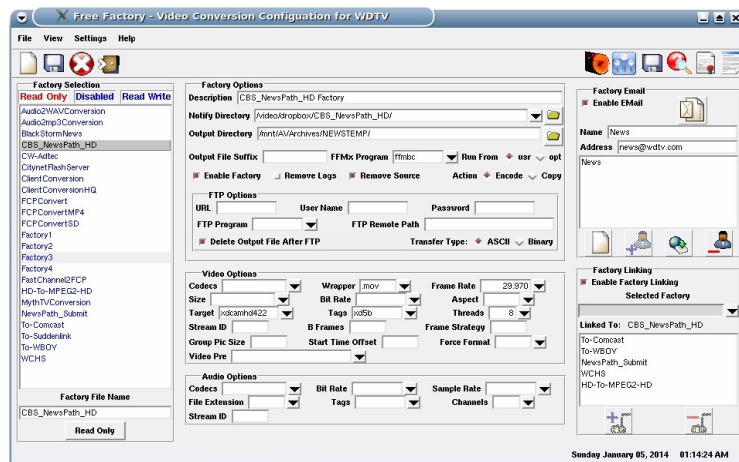 Free Factory - Video Conversion Configuation for WDTV
File View Settings Help
Factory Selection
Read Only Disabled Read Write
Audio2WAVConversion
Audio2mp3Conversion
BlackStormNews
CBS_NewsPath_HD
CW-Adtec
CitynetFlashServer
ClientConversion
ClientConversionHQ
FCPConvert
FCPConvertMP4
FCPConvertSD
Factory1
Factory2
Factory3
Factory4
FastChannel2FCP
HD-To-MPEG2-HD
MythTVConversion
NewsPath_Submit
To-Comcast
To-Suddenlink
To-WBOY
WCHS
Factory File Name
CBS_NewsPath_HD
Read Only
Factory Options
Description CBS_NewsPath_HD Factory
Notify Directory /video/dropbox/CBS_NewsPath_HD/
Output Directory /mnt/AVArchives/NEWSTEMP/
Output File Suffix FFMx Program ffmbc Run From usr opt
Enable Factory Remove Logs Remove Source Action Encode Copy
FTP Options
URL User Name Password
FTP Program FTP Remote Path
Delete Output File After FTP Transfer Type: ASCII Binary
Video Options
Codecs Wrapper .mov Frame Rate 29.970
Size Bit Rate Aspect
Target xdcamhd422 Tags xd5b Threads 8
Stream ID B Frames Frame Strategy
Group Pic Size Start Time Offset Force Format
Video Pre
Audio Options
Codecs Bit Rate Sample Rate
File Extension Tags Channels
Stream ID
Factory Email
Enable EMail
Name News
Address news@wdtv.com
News
Factory Linking
Enable Factory Linking
Selected Factory
Linked To: CBS_NewsPath_HD
To-Comcast
To-WBOY
NewsPath_Submit
WCHS
HD-To-MPEG2-HD
Sunday January 05, 2014 01:14:24 AM